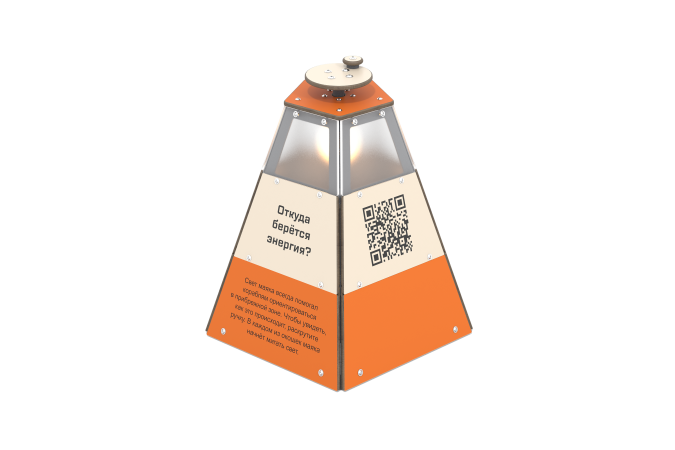 Откуда
берётся
энергия?
Свет маяка всегда помогал
кораблям ориентироваться
в прибрежной зоне. Чтобы увидеть,
как это происходит, раскрутите
ручку. В каждом из окошек маяка
начнёт мигать свет.